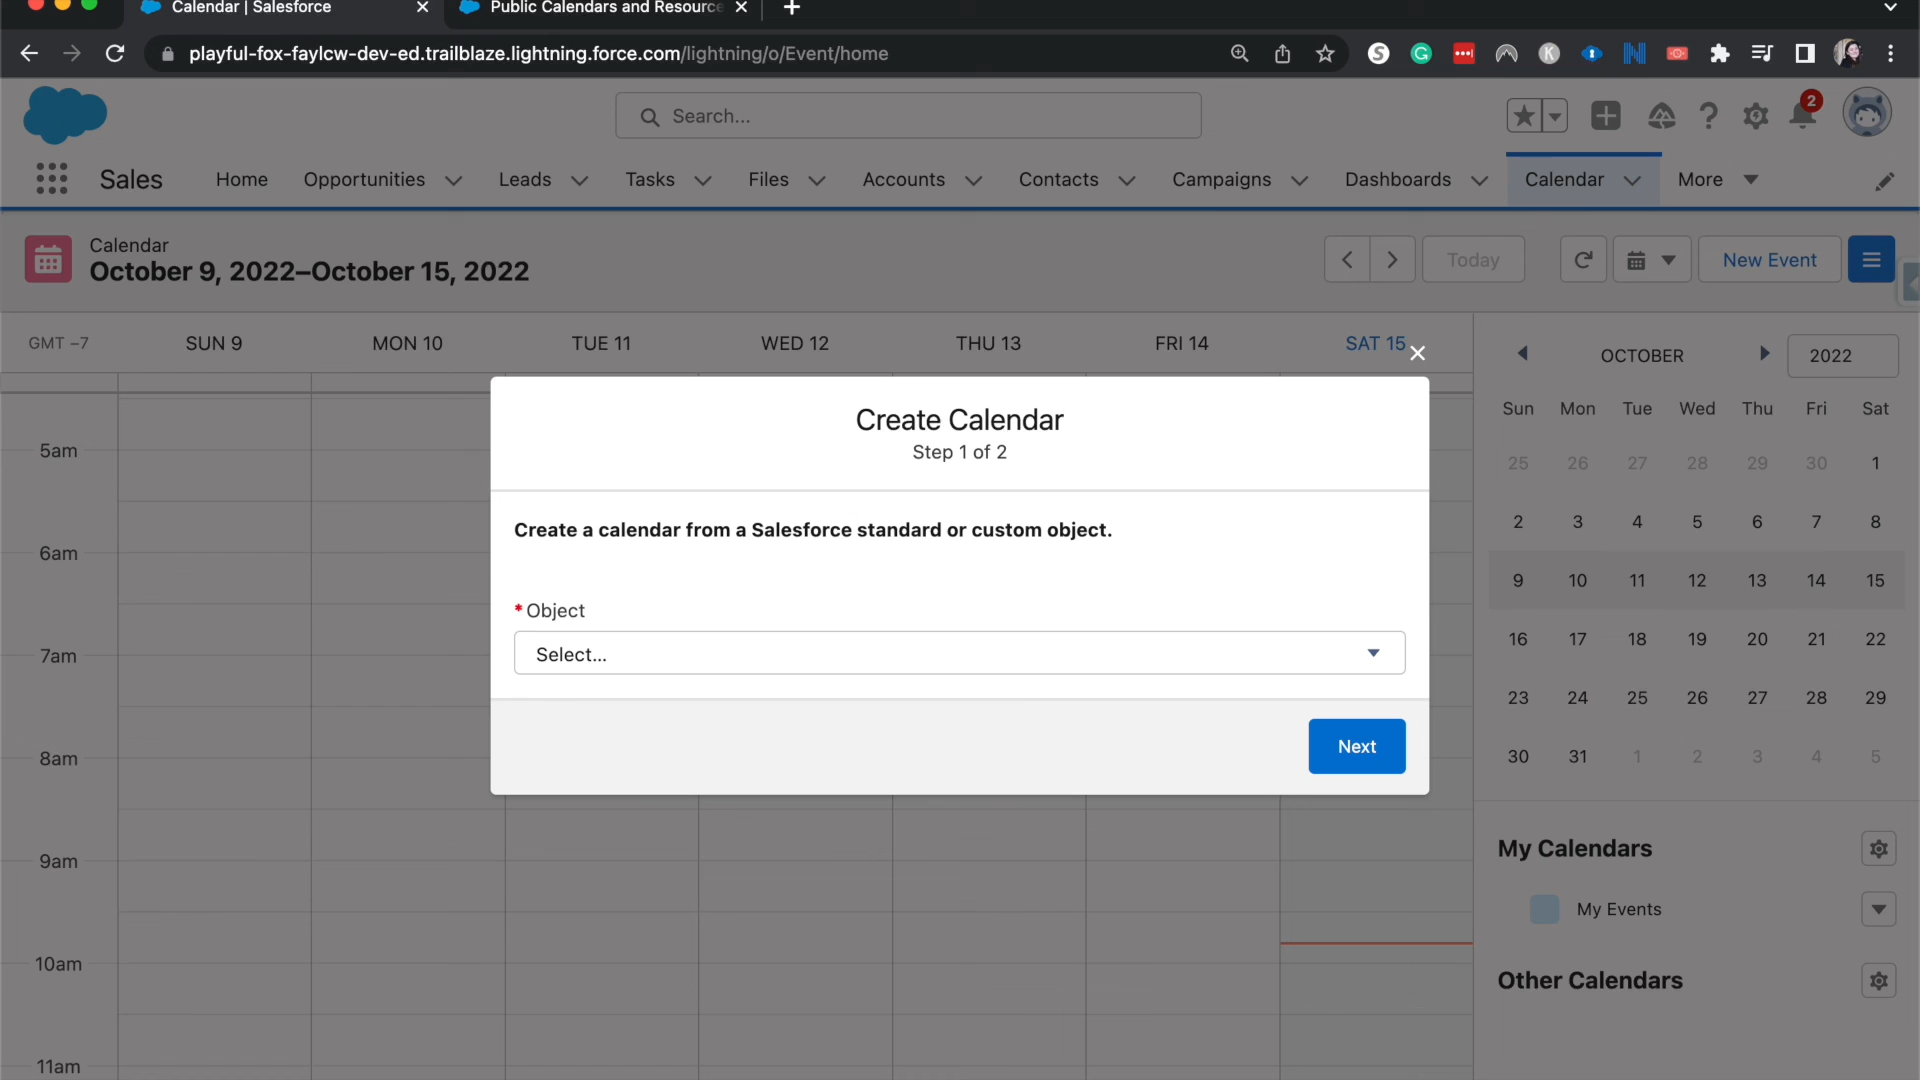 Calendar | Salesforce
Public Calendars and Resource
playful-fox-faylcw-dev-ed.trailblaze.lightning.force.com/lightning/o/Event/home
Search...
2
Sales Home Opportunities Leads Tasks Files Accounts Contacts Campaigns Dashboards Calendar More
Calendar
October 9, 2022–October 15, 2022
Today
New Event
GMT −7 SUN 9 MON 10 TUE 11 WED 12 THU 13 FRI 14 SAT 15
5am
6am
7am
8am
9am
10am
11am
Create Calendar
Step 1 of 2
Create a calendar from a Salesforce standard or custom object.
*Object
Select...
Next
OCTOBER 2022
Sun Mon Tue Wed Thu Fri Sat
25 26 27 28 29 30 1
2 3 4 5 6 7 8
9 10 11 12 13 14 15
16 17 18 19 20 21 22
23 24 25 26 27 28 29
30 31 1 2 3 4 5
My Calendars
My Events
Other Calendars